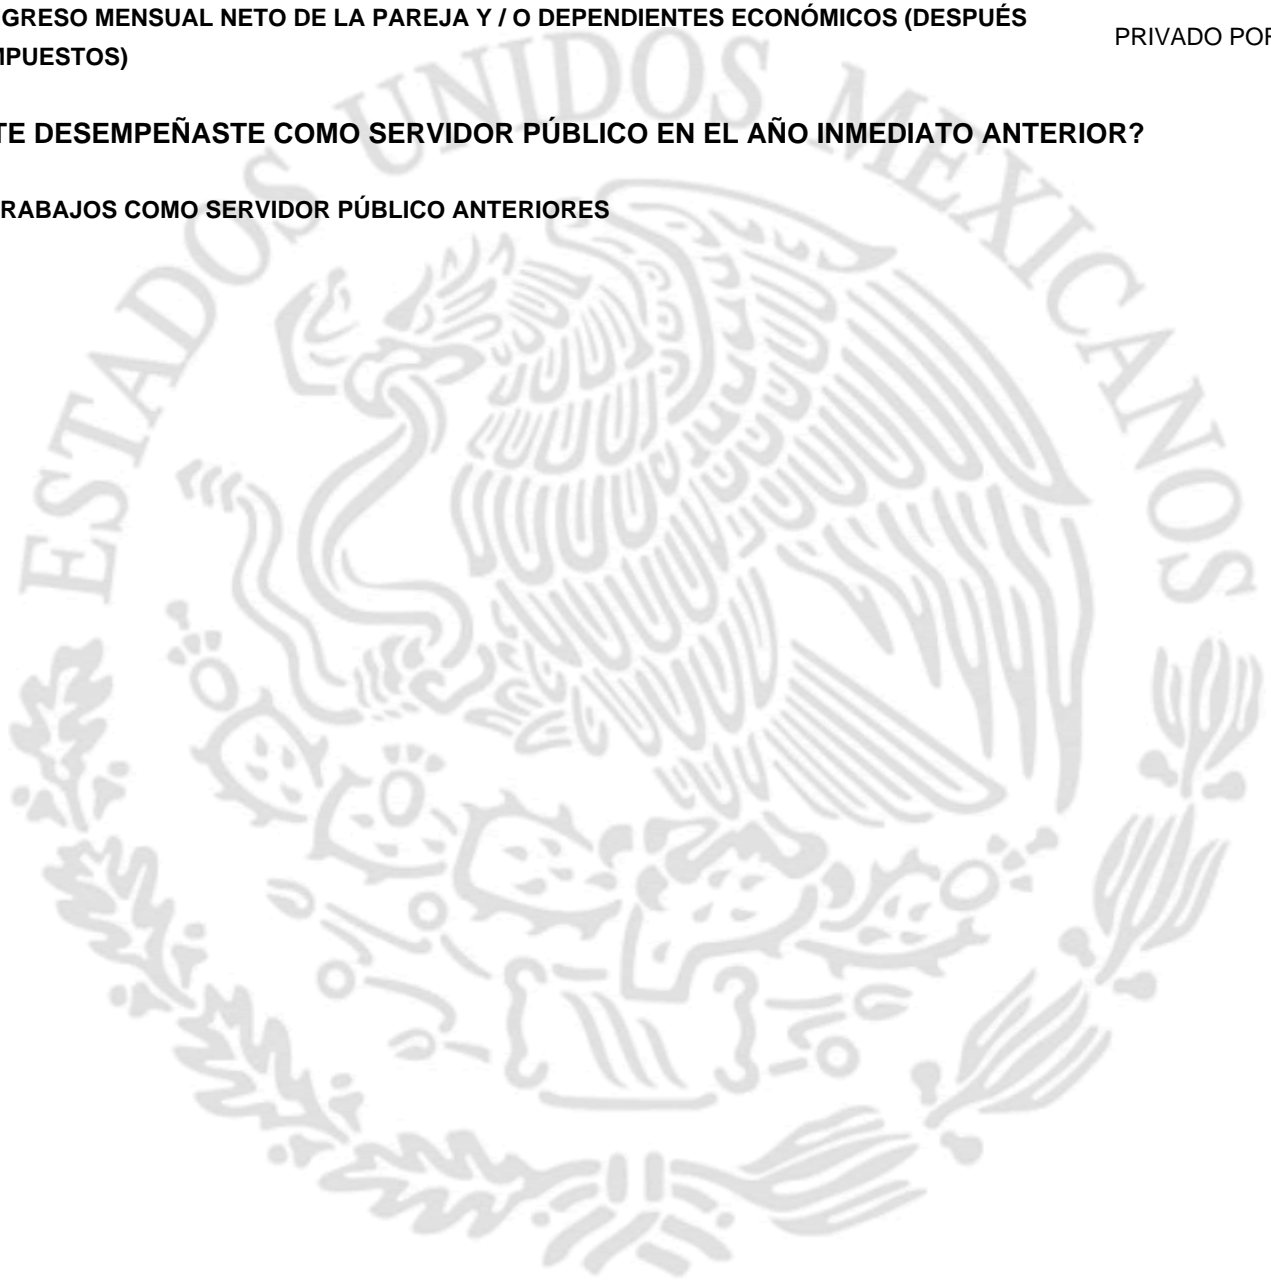 GRESO MENSUAL NETO DE LA PAREJA Y / O DEPENDIENTES ECONÓMICOS (DESPUÉS
MPUESTOS)
PRIVADO POR
TE DESEMPEÑASTE COMO SERVIDOR PÚBLICO EN EL AÑO INMEDIATO ANTERIOR?
RABAJOS COMO SERVIDOR PÚBLICO ANTERIORES
ESTADOS UNIDOS MEXICANOS